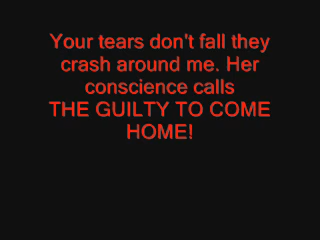 Your tears don't fall they
crash around me. Her
conscience calls
THE GUILTY TO COME
HOME!